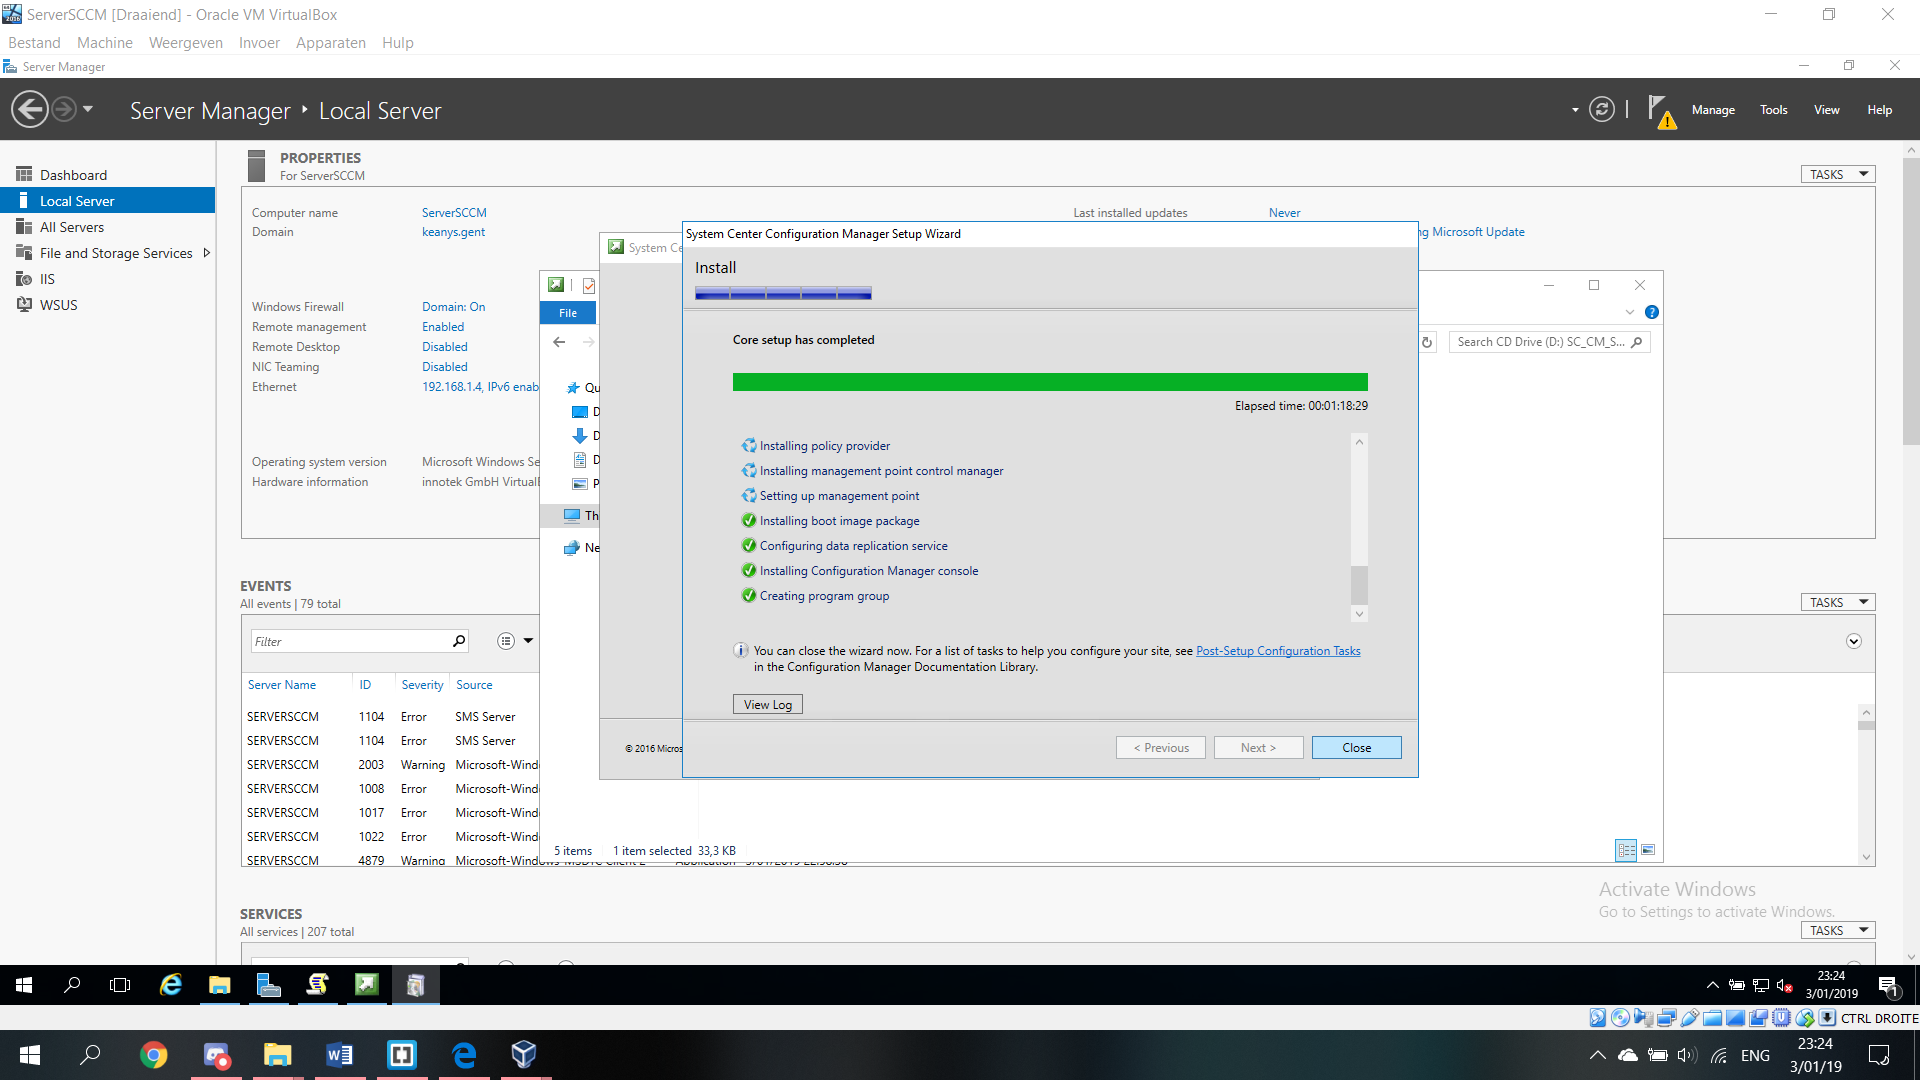 ServerSCCM [Draaiend] - Oracle VM VirtualBox
Bestand Machine Weergeven Invoer Apparaten Hulp
Server Manager
Server Manager ‣ Local Server
Manage Tools View Help
Dashboard
Local Server
All Servers
File and Storage Services
IIS
WSUS
PROPERTIES
For ServerSCCM
TASKS
Computer name ServerSCCM
Domain keanys.gent
Last installed updates Never
ng Microsoft Update
Windows Firewall Domain: On
Remote management Enabled
Remote Desktop Disabled
NIC Teaming Disabled
Ethernet 192.168.1.4, IPv6 enab
Operating system version Microsoft Windows Se
Hardware information innotek GmbH Virtual
File
Search CD Drive (D:) SC_CM_S...
Qu
D
D
D
P
Th
Ne
5 items 1 item selected 33,3 KB
System Ce
© 2016 Micros
System Center Configuration Manager Setup Wizard
Install
Core setup has completed
Elapsed time: 00:01:18:29
Installing policy provider
Installing management point control manager
Setting up management point
Installing boot image package
Configuring data replication service
Installing Configuration Manager console
Creating program group
You can close the wizard now. For a list of tasks to help you configure your site, see Post-Setup Configuration Tasks
in the Configuration Manager Documentation Library.
View Log
< Previous Next > Close
EVENTS
All events | 79 total
TASKS
Filter
Server Name ID Severity Source
SERVERSCCM 1104 Error SMS Server
SERVERSCCM 1104 Error SMS Server
SERVERSCCM 2003 Warning Microsoft-Wind
SERVERSCCM 1008 Error Microsoft-Wind
SERVERSCCM 1017 Error Microsoft-Wind
SERVERSCCM 1022 Error Microsoft-Wind
SERVERSCCM 4879 Warning Microsoft-Windows-MSDTC Client 2 Application 3/01/2019 22:58:58
Activate Windows
Go to Settings to activate Windows.
SERVICES
All services | 207 total
TASKS
23:24
3/01/2019
1
CTRL DROITE
ENG
23:24
3/01/19